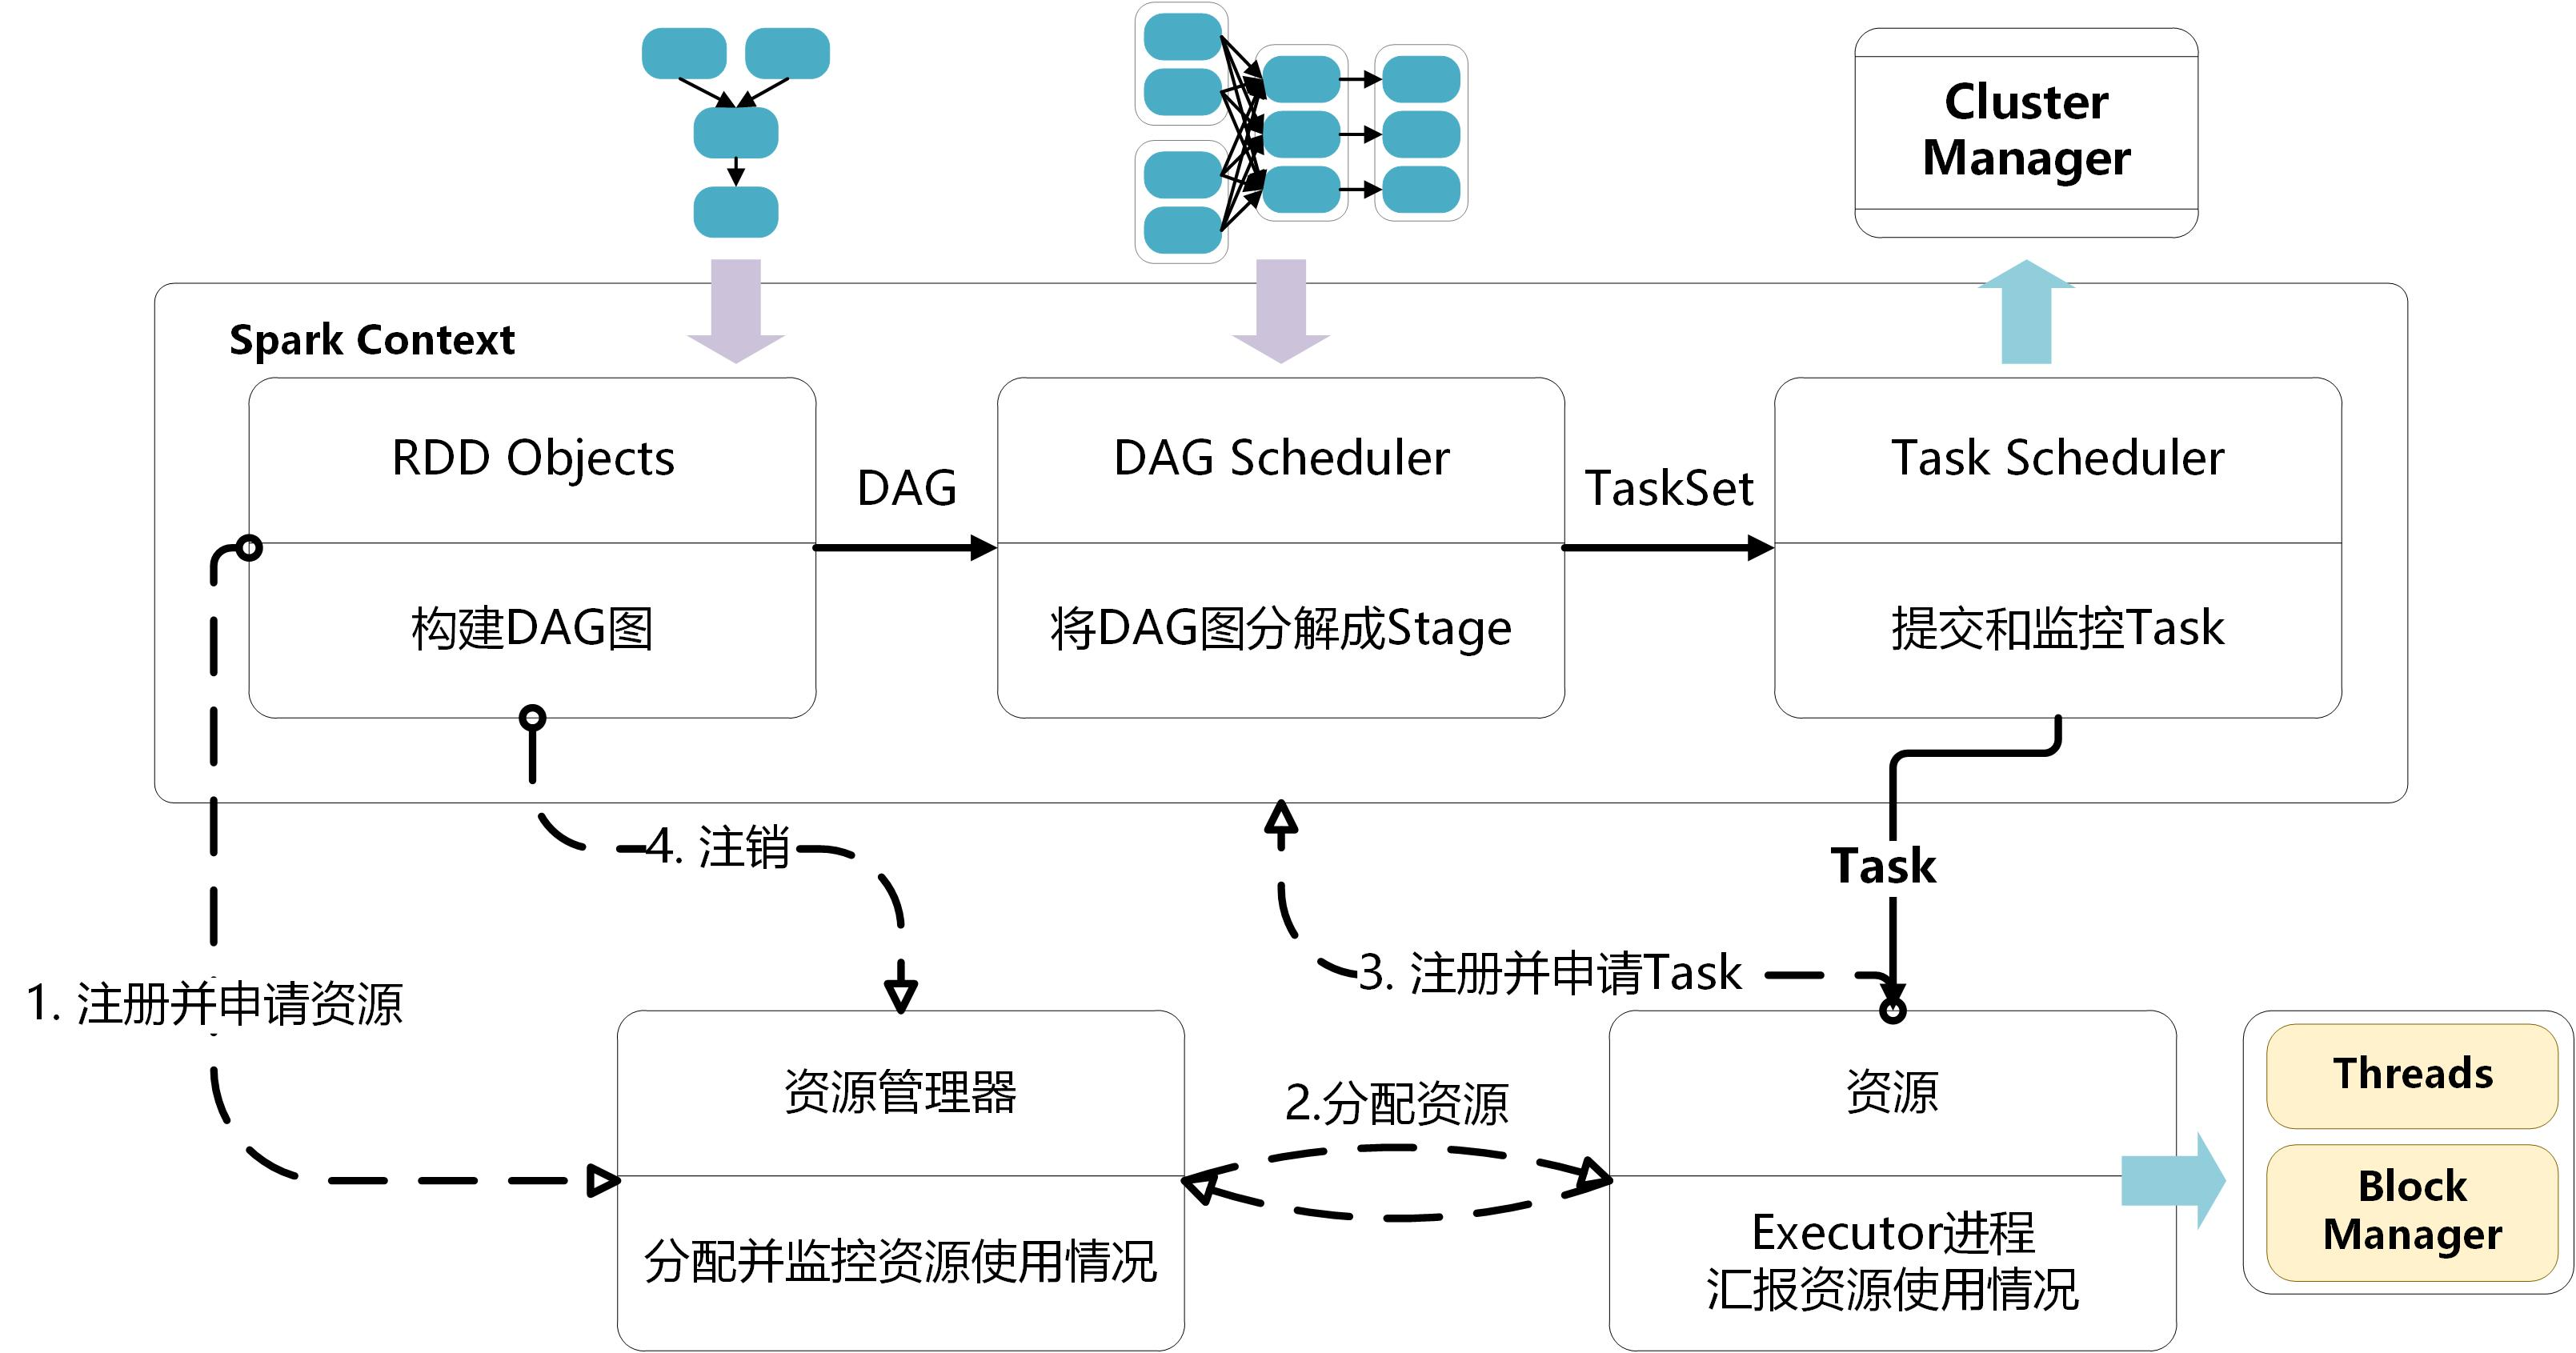 Cluster
Manager
Spark Context
RDD Objects
DAG
DAG Scheduler
TaskSet
Task Scheduler
构建DAG图
将DAG图分解成Stage
提交和监控Task
4. 注销
Task
1. 注册并申请资源
3. 注册并申请Task
资源管理器
2.分配资源
资源
Threads
分配并监控资源使用情况
Executor进程
汇报资源使用情况
Block
Manager